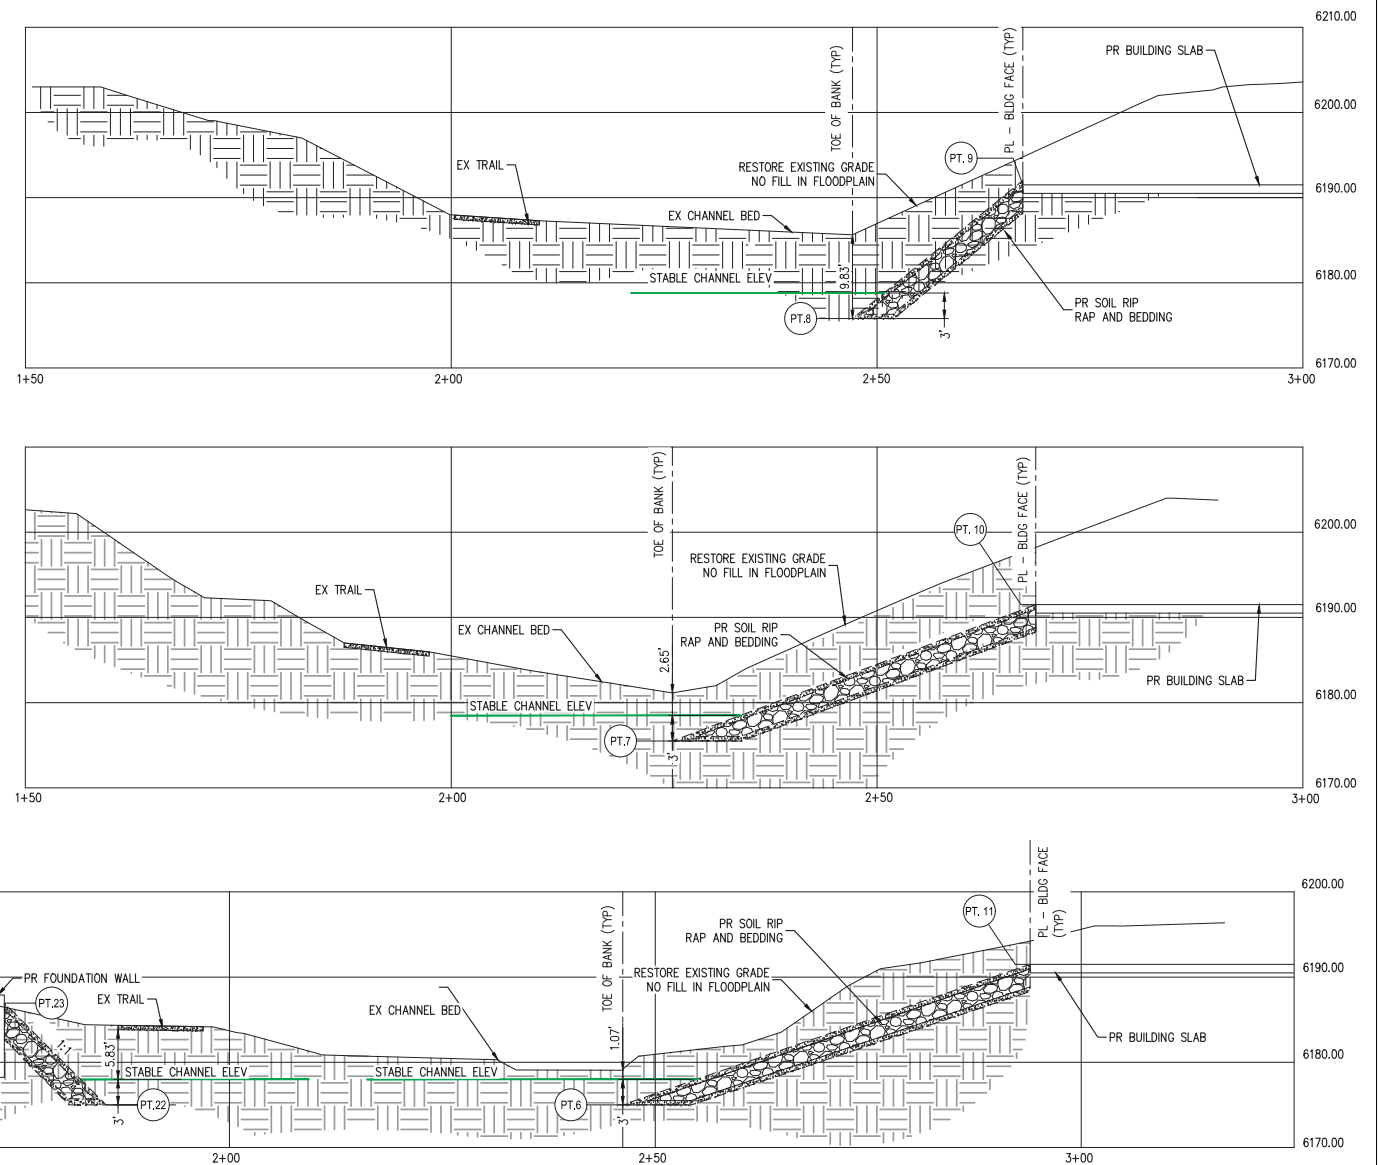 6210.00
PR BUILDING SLAB
TOE OF BANK (TYP)
PL - BLDG FACE (TYP)
6200.00
PT. 9
EX TRAIL
RESTORE EXISTING GRADE
NO FILL IN FLOODPLAIN
6190.00
EX CHANNEL BED
STABLE CHANNEL ELEV
9.83'
6180.00
PR SOIL RIP
RAP AND BEDDING
PT.8
3'
6170.00
1+50
2+00
2+50
3+00
TOE OF BANK (TYP)
PL - BLDG FACE (TYP)
6200.00
PT. 10
RESTORE EXISTING GRADE
NO FILL IN FLOODPLAIN
EX TRAIL
6190.00
EX CHANNEL BED
PR SOIL RIP
RAP AND BEDDING
2.65'
PR BUILDING SLAB
6180.00
STABLE CHANNEL ELEV
PT.7
3'
6170.00
1+50
2+00
2+50
3+00
PL - BLDG FACE
(TYP)
6200.00
PT. 11
TOE OF BANK (TYP)
PR SOIL RIP
RAP AND BEDDING
6190.00
PR FOUNDATION WALL
RESTORE EXISTING GRADE
NO FILL IN FLOODPLAIN
PT.23
EX TRAIL
EX CHANNEL BED
1:1
5.83'
1.07'
PR BUILDING SLAB
6180.00
STABLE CHANNEL ELEV
STABLE CHANNEL ELEV
PT.22
PT.6
3'
3'
6170.00
2+00
2+50
3+00